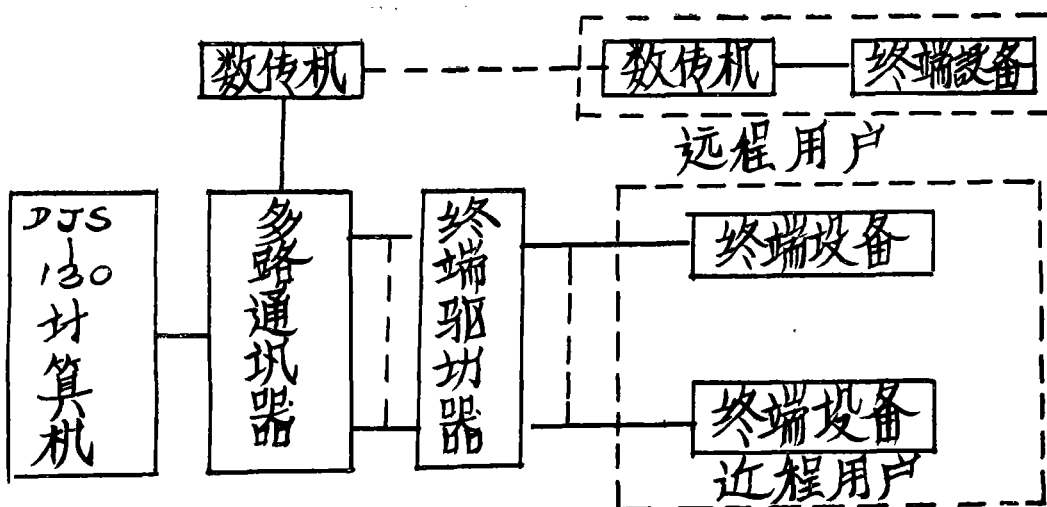 数传机
数传机
终端設备
远程用户
DJS
-
130
计算机
多路通讯器
终端驱动器
终端设备
终端设备
近程用户